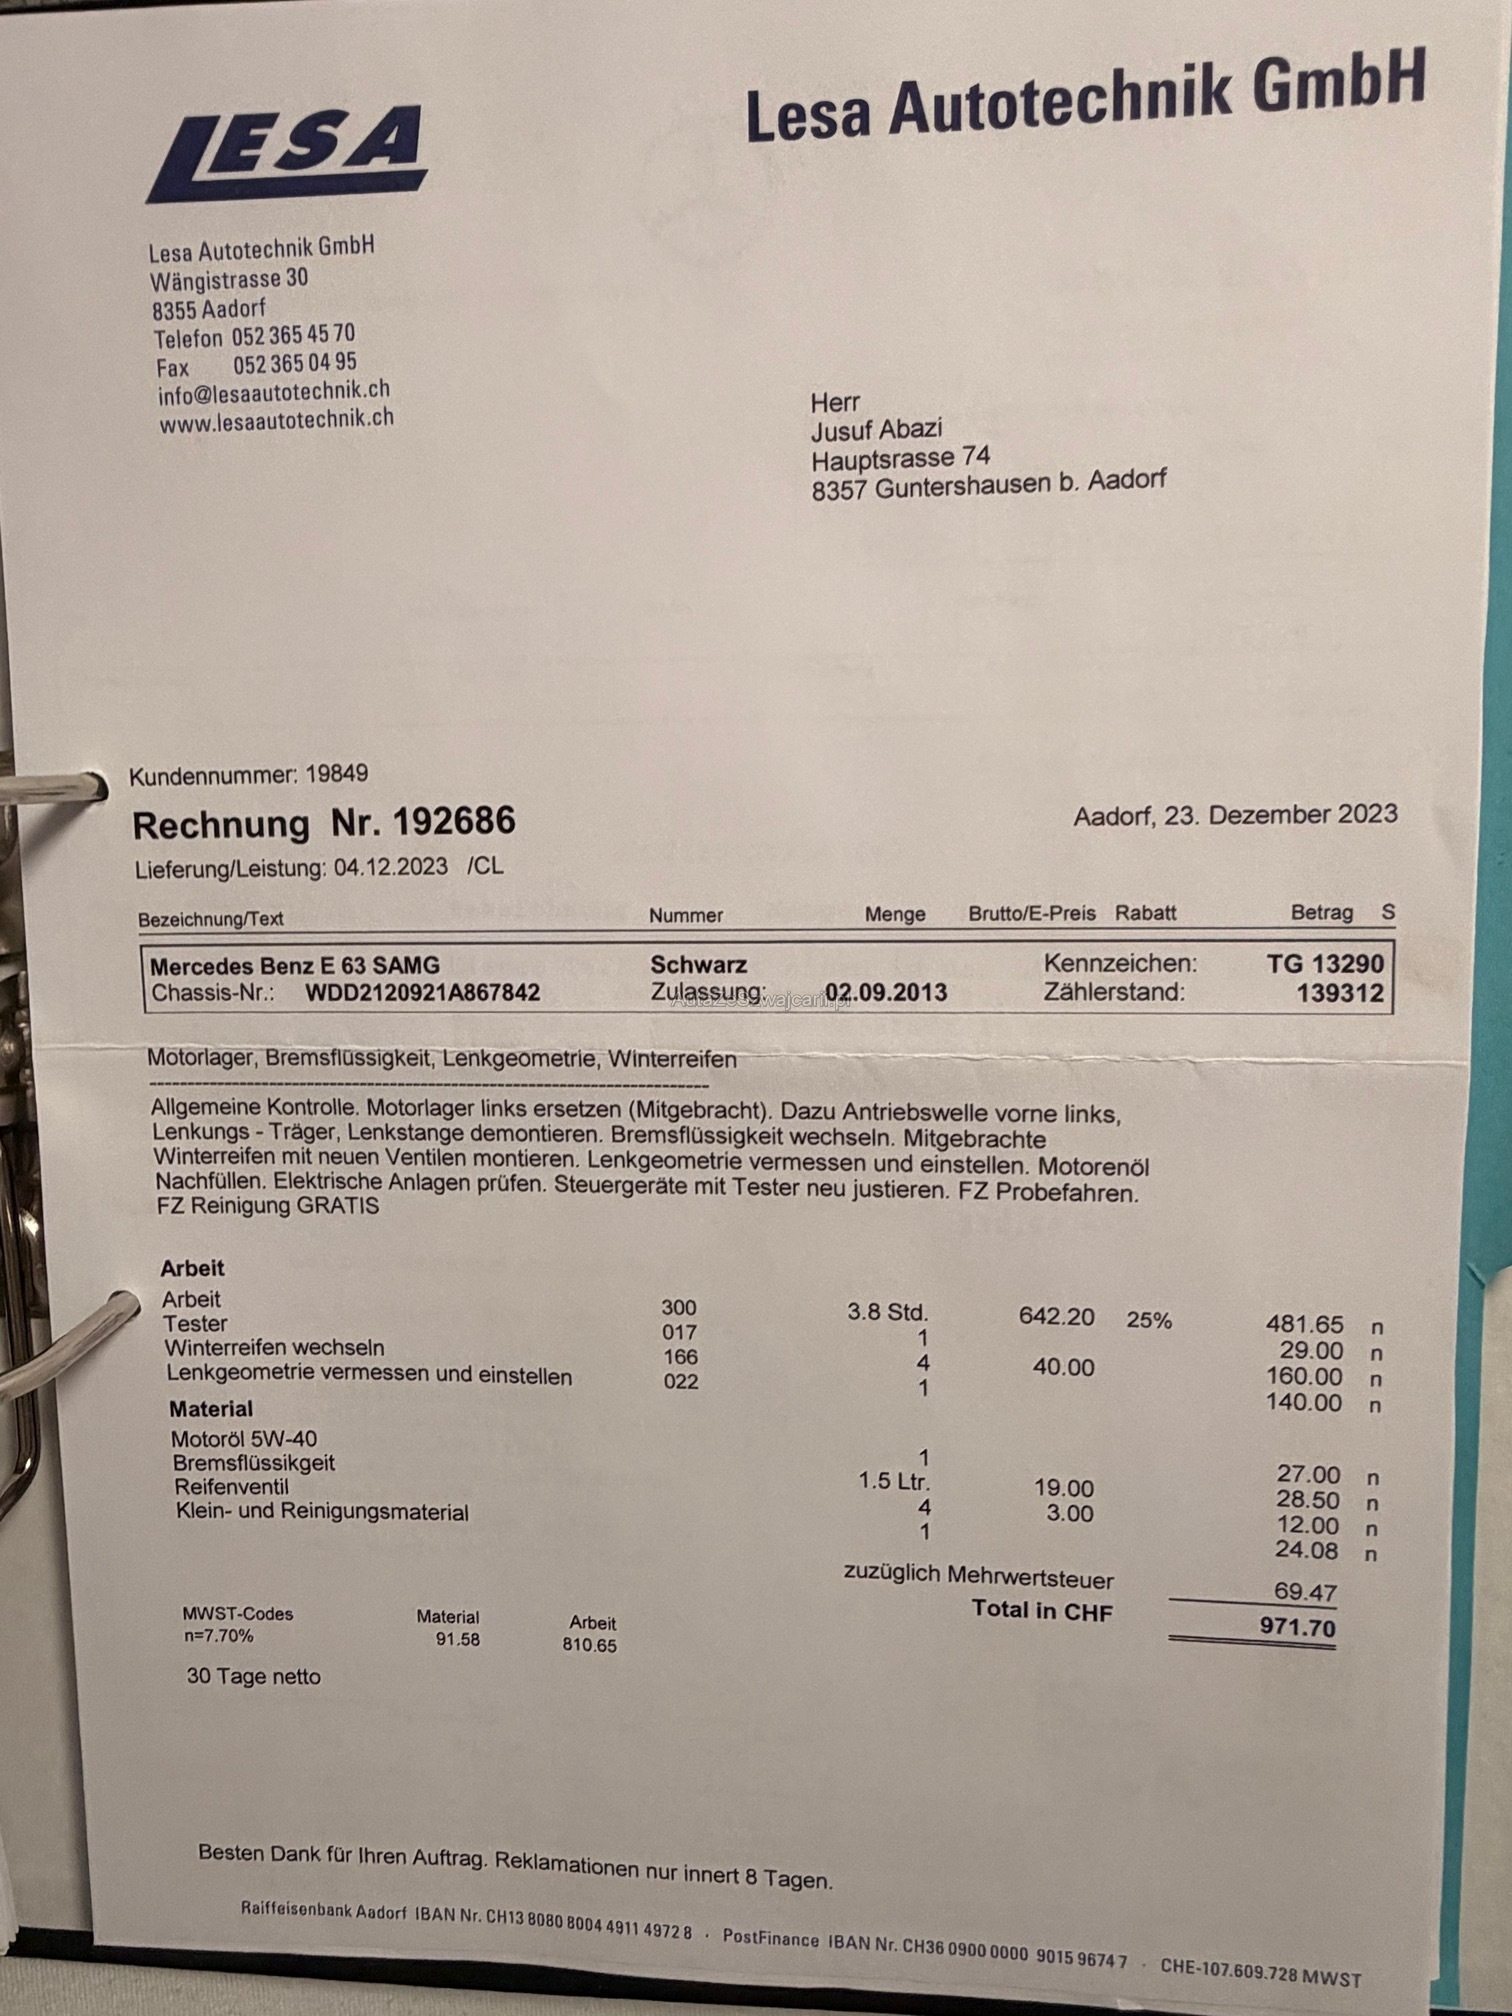 LESA
Lesa Autotechnik GmbH
Lesa Autotechnik GmbH
Wängistrasse 30
8355 Aadorf
Telefon 052 365 45 70
Fax 052 365 04 95
info@lesaautotechnik.ch
www.lesaautotechnik.ch
Herr
Jusuf Abazi
Hauptsrasse 74
8357 Guntershausen b. Aadorf
Kundennummer: 19849
Rechnung Nr. 192686
Aadorf, 23. Dezember 2023
Lieferung/Leistung: 04.12.2023 /CL
Bezeichnung/Text Nummer Menge Brutto/E-Preis Rabatt Betrag S
Mercedes Benz E 63 SAMG Schwarz Kennzeichen: TG 13290
Chassis-Nr.: WDD2120921A867842 Zulassung: 02.09.2013 Zählerstand: 139312
AutaZeSzwajcarii.pl
Motorlager, Bremsflüssigkeit, Lenkgeometrie, Winterreifen
Allgemeine Kontrolle. Motorlager links ersetzen (Mitgebracht). Dazu Antriebswelle vorne links,
Lenkungs - Träger, Lenkstange demontieren. Bremsflüssigkeit wechseln. Mitgebrachte
Winterreifen mit neuen Ventilen montieren. Lenkgeometrie vermessen und einstellen. Motorenöl
Nachfüllen. Elektrische Anlagen prüfen. Steuergeräte mit Tester neu justieren. FZ Probefahren.
FZ Reinigung GRATIS
Arbeit
Arbeit 300 3.8 Std. 642.20 25% 481.65 n
Tester 017 1 29.00 n
Winterreifen wechseln 166 4 40.00 160.00 n
Lenkgeometrie vermessen und einstellen 022 1 140.00 n
Material
Motoröl 5W-40 1 27.00 n
Bremsflüssikgeit 1.5 Ltr. 19.00 28.50 n
Reifenventil 4 3.00 12.00 n
Klein- und Reinigungsmaterial 1 24.08 n
zuzüglich Mehrwertsteuer 69.47
Total in CHF 971.70
MWST-Codes Material Arbeit
n=7.70% 91.58 810.65
30 Tage netto
Besten Dank für Ihren Auftrag. Reklamationen nur innert 8 Tagen.
Raiffeisenbank Aadorf IBAN Nr. CH13 8080 8004 4911 4972 8 · PostFinance IBAN Nr. CH36 0900 0000 9015 9674 7 · CHE-107.609.728 MWST